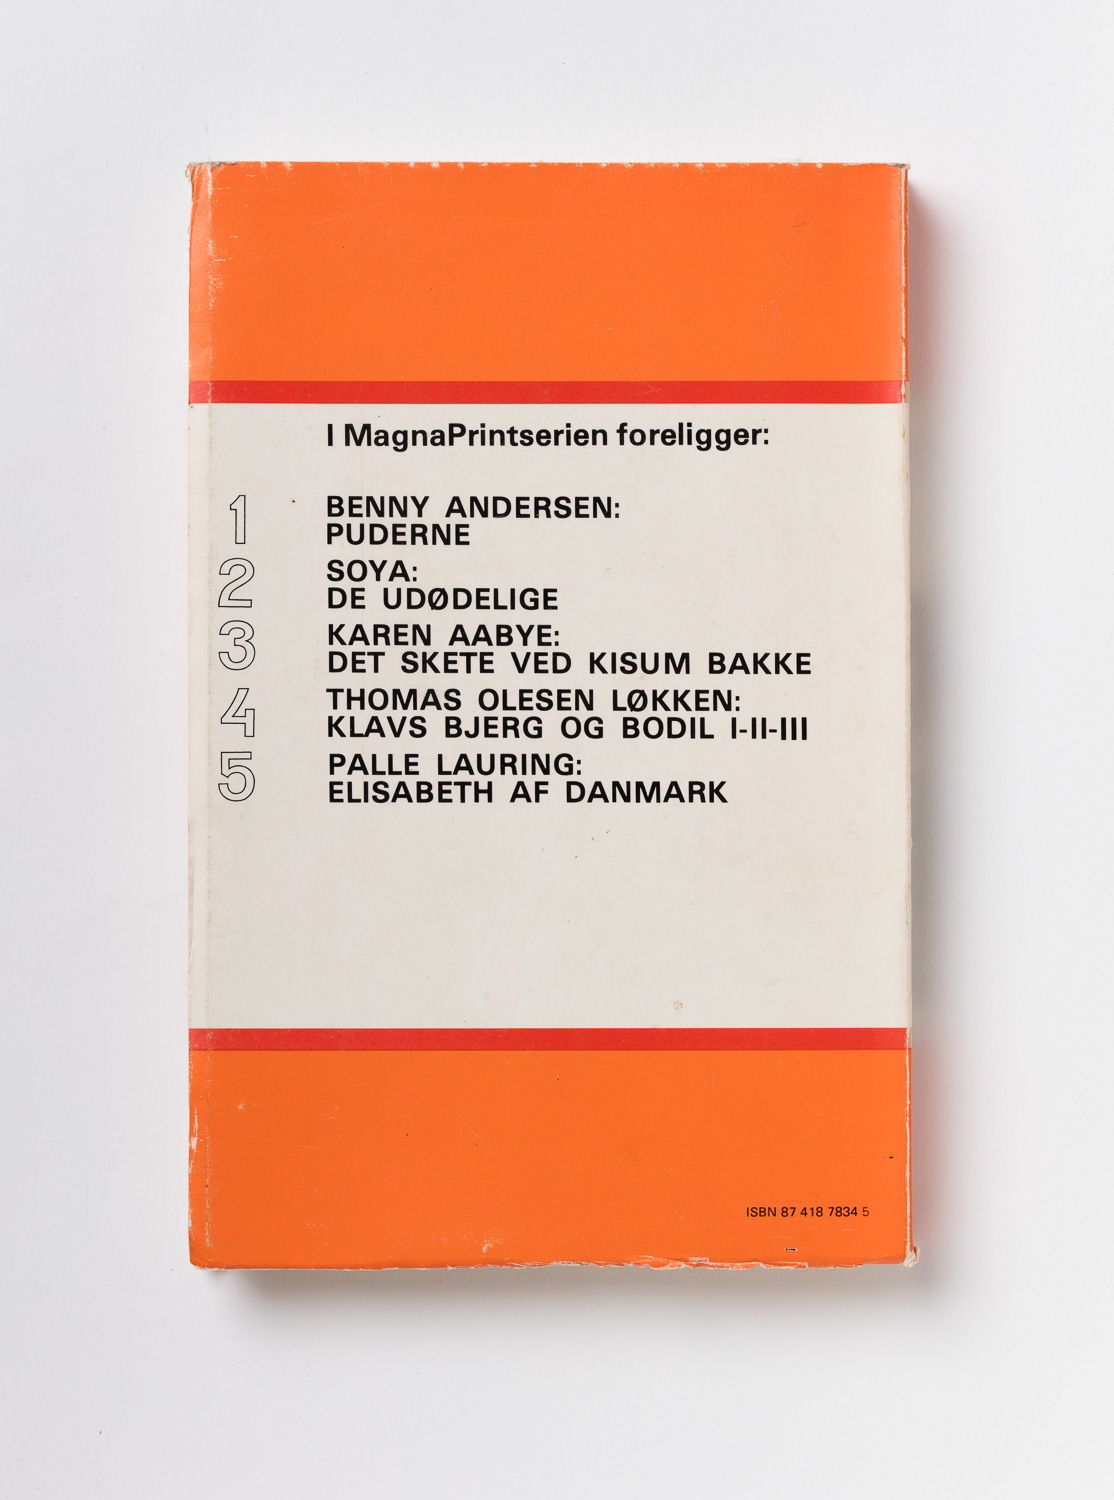 I MagnaPrintserien foreligger:
1 BENNY ANDERSEN:
PUDERNE
2 SOYA:
DE UDØDELIGE
3 KAREN AABYE:
DET SKETE VED KISUM BAKKE
4 THOMAS OLESEN LØKKEN:
KLAVS BJERG OG BODIL I-II-III
5 PALLE LAURING:
ELISABETH AF DANMARK
ISBN 87 418 7834 5